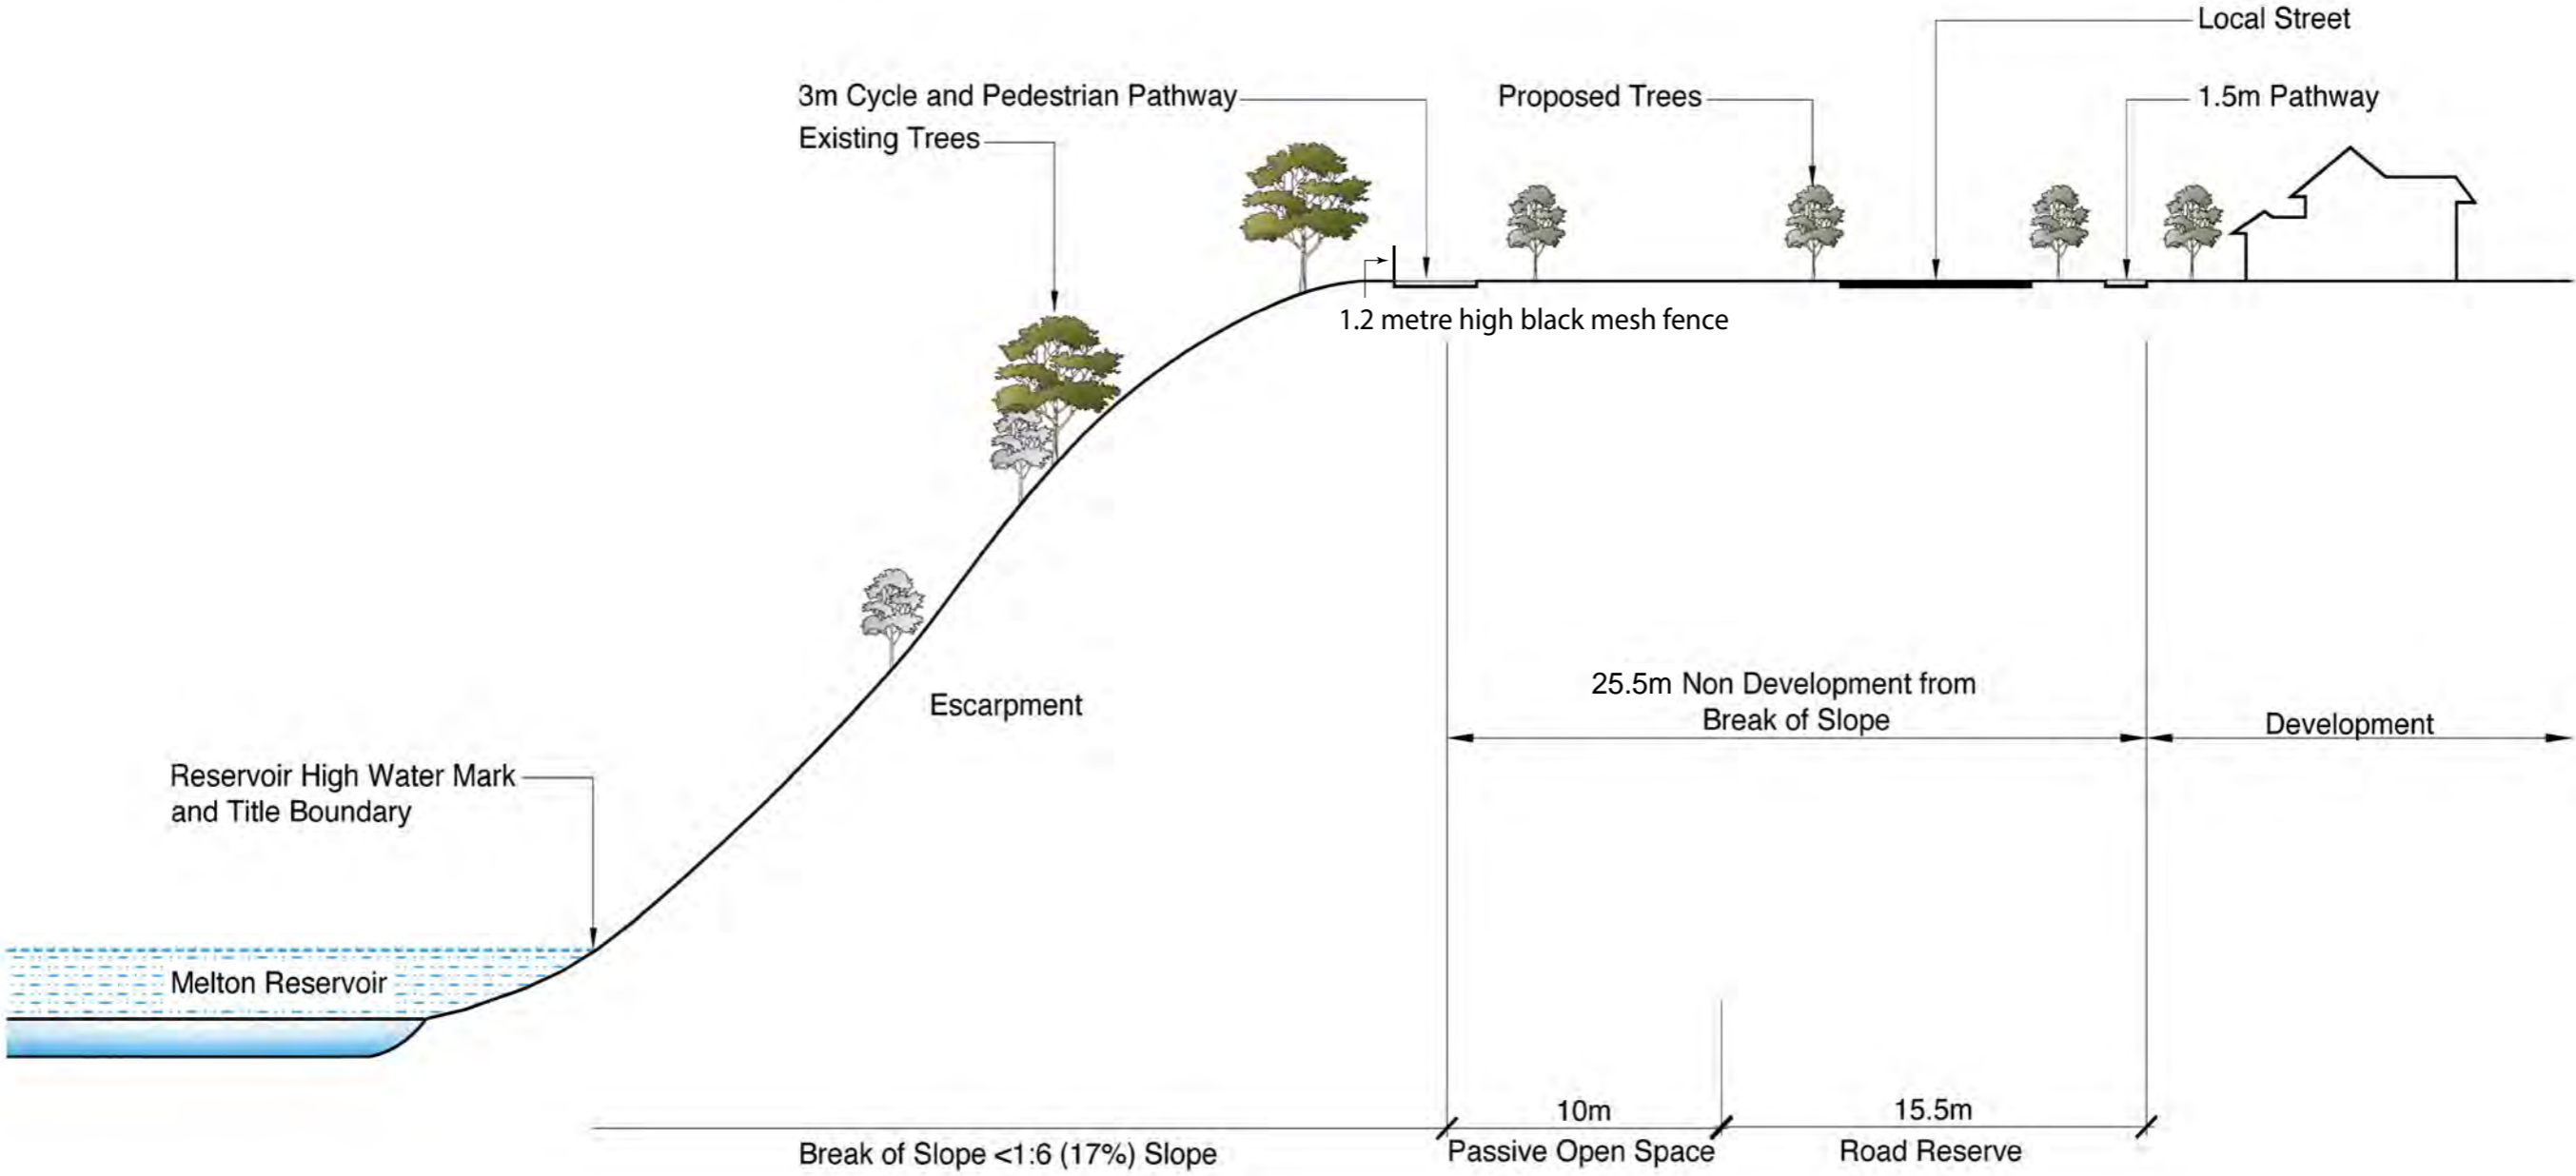 Local Street
3m Cycle and Pedestrian Pathway
Proposed Trees
1.5m Pathway
Existing Trees
1.2 metre high black mesh fence
25.5m Non Development from
Break of Slope
Development
Escarpment
Reservoir High Water Mark
and Title Boundary
Melton Reservoir
10m
15.5m
Break of Slope <1:6 (17%) Slope
Passive Open Space
Road Reserve